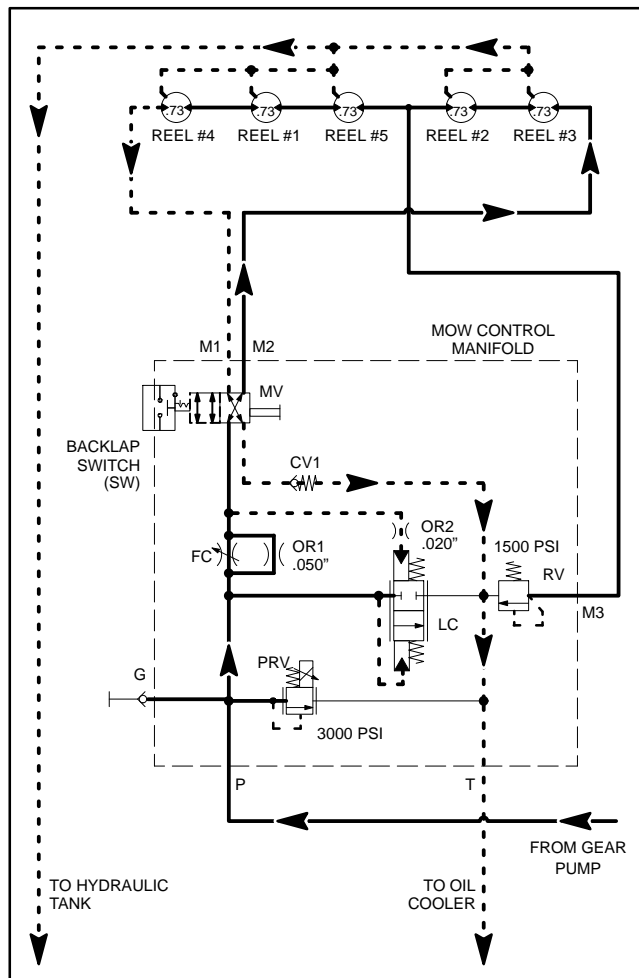 .73 .73 .73 .73 .73
REEL #4 REEL #1 REEL #5 REEL #2 REEL #3
M1 M2
MOW CONTROL
MANIFOLD
MV
BACKLAP
SWITCH
(SW)
CV1
FC
OR1
.050"
OR2
.020"
1500 PSI
RV
LC
M3
G
PRV
3000 PSI
P
T
FROM GEAR
PUMP
TO HYDRAULIC
TANK
TO OIL
COOLER